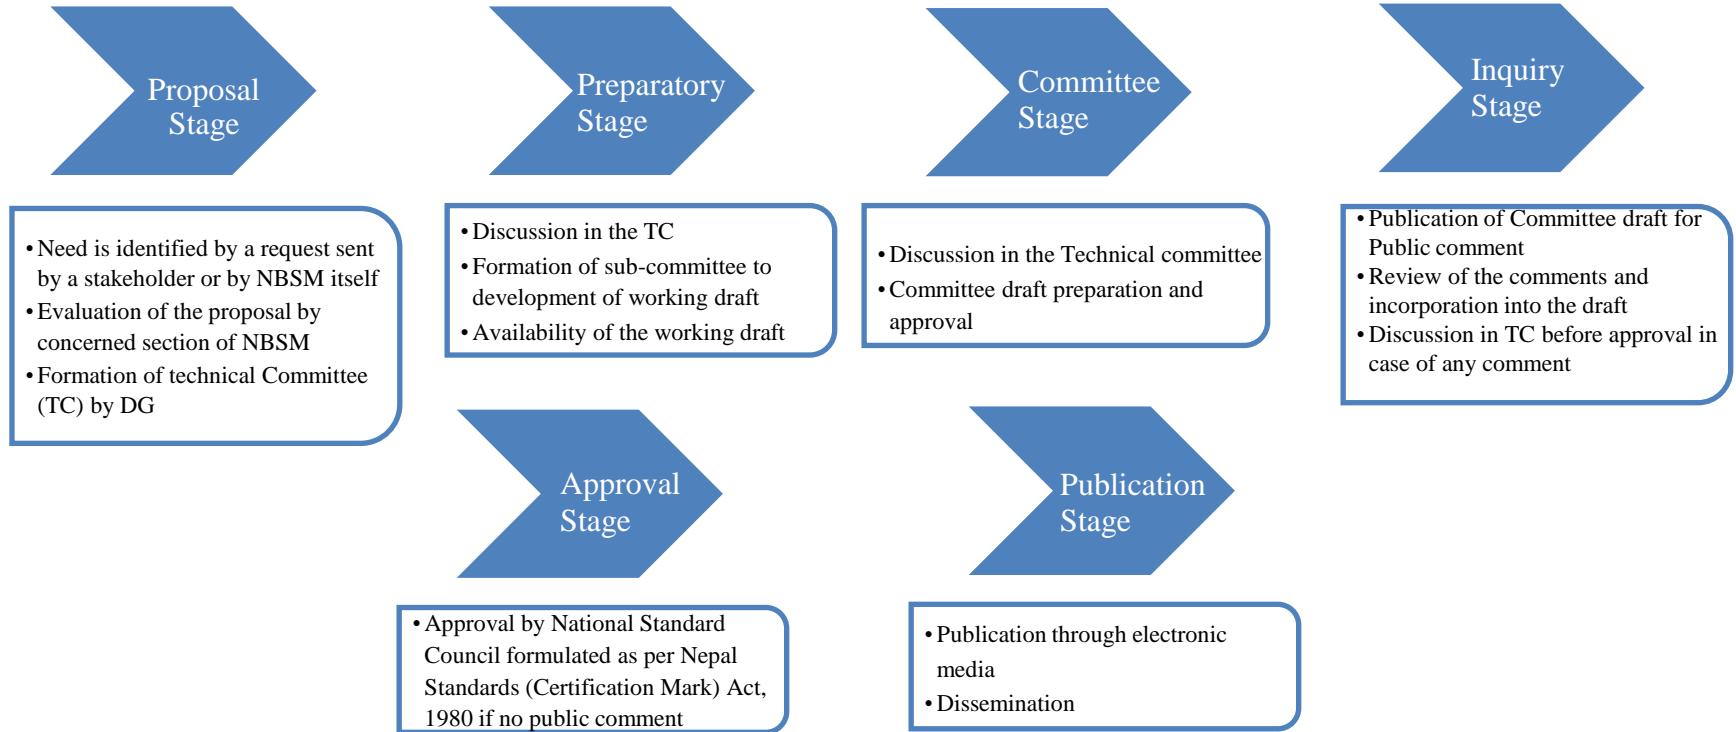 Proposal
Stage
• Need is identified by a request sent
by a stakeholder or by NBSM itself
• Evaluation of the proposal by
concerned section of NBSM
• Formation of technical Committee
(TC) by DG
Preparatory
Stage
• Discussion in the TC
• Formation of sub-committee to
development of working draft
• Availability of the working draft
Committee
Stage
• Discussion in the Technical committee
• Committee draft preparation and
approval
Inquiry
Stage
• Publication of Committee draft for
Public comment
• Review of the comments and
incorporation into the draft
• Discussion in TC before approval in
case of any comment
Approval
Stage
• Approval by National Standard
Council formulated as per Nepal
Standards (Certification Mark) Act,
1980 if no public comment
Publication
Stage
• Publication through electronic
media
• Dissemination